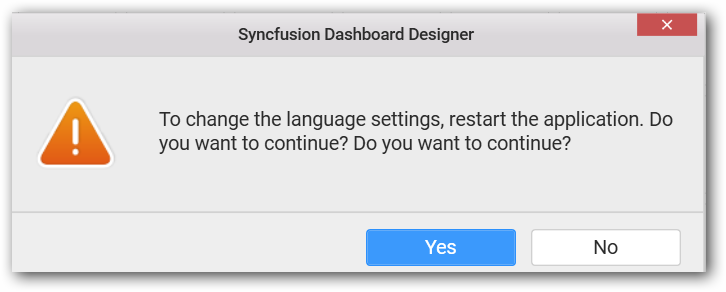 Syncfusion Dashboard Designer
To change the language settings, restart the application. Do
you want to continue? Do you want to continue?
Yes
No